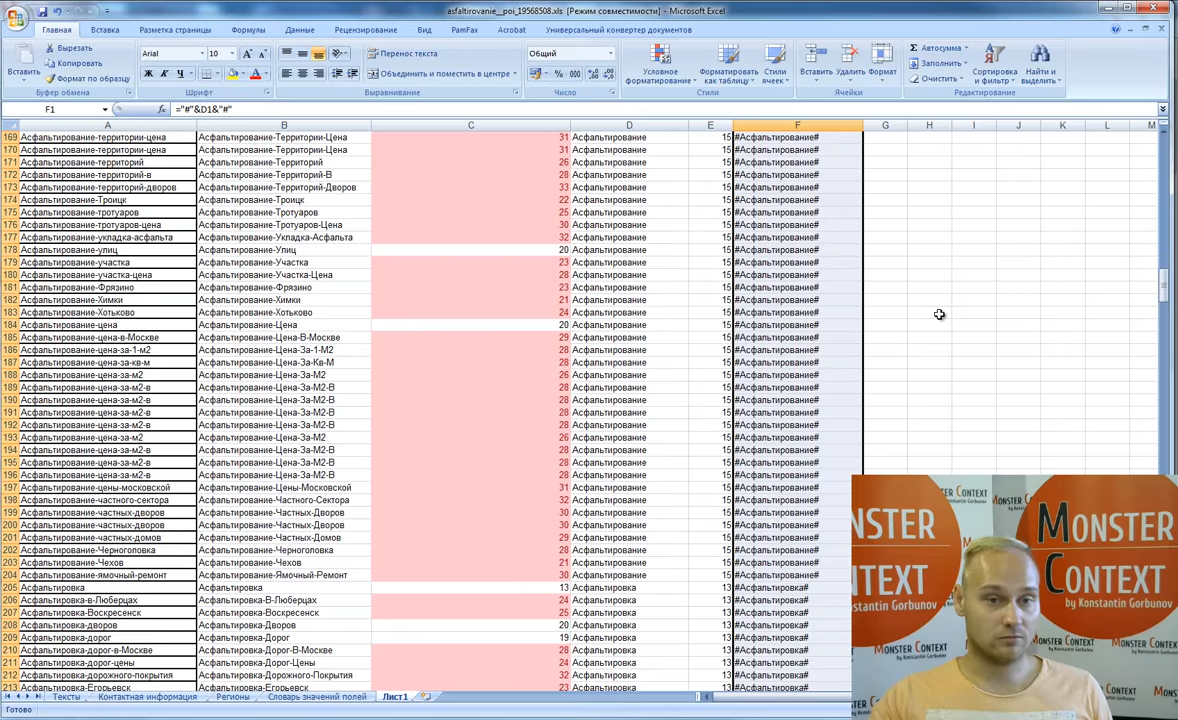 asfaltirovanie__poi_19568508.xls [Режим совместимости] - Microsoft Excel
Главная Вставка Разметка страницы Формулы Данные Рецензирование Вид PamFax Acrobat Универсальный конвертер документов
Вырезать Arial 10 Перенос текста Общий Автосумма
Копировать Заполнить
Вставить Формат по образцу Объединить и поместить в центре Условное форматирование Форматировать как таблицу Стили ячеек Вставить Удалить Формат Очистить Сортировка и фильтр Найти и выделить
Буфер обмена Шрифт Выравнивание Число Стили Ячейки Редактирование
F1 ="#"&D1&"#"
A B C D E F G H I J K L M
169 Асфальтирование-территории-цена Асфальтирование-Территории-Цена 31 Асфальтирование 15 #Асфальтирование#
170 Асфальтирование-территории-цена Асфальтирование-Территории-Цена 31 Асфальтирование 15 #Асфальтирование#
171 Асфальтирование-территорий Асфальтирование-Территорий 26 Асфальтирование 15 #Асфальтирование#
172 Асфальтирование-территорий-в Асфальтирование-Территорий-В 28 Асфальтирование 15 #Асфальтирование#
173 Асфальтирование-территорий-дворов Асфальтирование-Территорий-Дворов 33 Асфальтирование 15 #Асфальтирование#
174 Асфальтирование-Троицк Асфальтирование-Троицк 22 Асфальтирование 15 #Асфальтирование#
175 Асфальтирование-тротуаров Асфальтирование-Тротуаров 25 Асфальтирование 15 #Асфальтирование#
176 Асфальтирование-тротуаров-цена Асфальтирование-Тротуаров-Цена 30 Асфальтирование 15 #Асфальтирование#
177 Асфальтирование-укладка-асфальта Асфальтирование-Укладка-Асфальта 32 Асфальтирование 15 #Асфальтирование#
178 Асфальтирование-улиц Асфальтирование-Улиц 20 Асфальтирование 15 #Асфальтирование#
179 Асфальтирование-участка Асфальтирование-Участка 23 Асфальтирование 15 #Асфальтирование#
180 Асфальтирование-участка-цена Асфальтирование-Участка-Цена 28 Асфальтирование 15 #Асфальтирование#
181 Асфальтирование-Фрязино Асфальтирование-Фрязино 23 Асфальтирование 15 #Асфальтирование#
182 Асфальтирование-Химки Асфальтирование-Химки 21 Асфальтирование 15 #Асфальтирование#
183 Асфальтирование-Хотьково Асфальтирование-Хотьково 24 Асфальтирование 15 #Асфальтирование#
184 Асфальтирование-цена Асфальтирование-Цена 20 Асфальтирование 15 #Асфальтирование#
185 Асфальтирование-цена-в-Москве Асфальтирование-Цена-В-Москве 29 Асфальтирование 15 #Асфальтирование#
186 Асфальтирование-цена-за-1-м2 Асфальтирование-Цена-За-1-М2 28 Асфальтирование 15 #Асфальтирование#
187 Асфальтирование-цена-за-кв-м Асфальтирование-Цена-За-Кв-М 28 Асфальтирование 15 #Асфальтирование#
188 Асфальтирование-цена-за-м2 Асфальтирование-Цена-За-М2 26 Асфальтирование 15 #Асфальтирование#
189 Асфальтирование-цена-за-м2-в Асфальтирование-Цена-За-М2-В 28 Асфальтирование 15 #Асфальтирование#
190 Асфальтирование-цена-за-м2-в Асфальтирование-Цена-За-М2-В 28 Асфальтирование 15 #Асфальтирование#
191 Асфальтирование-цена-за-м2-в Асфальтирование-Цена-За-М2-В 28 Асфальтирование 15 #Асфальтирование#
192 Асфальтирование-цена-за-м2-в Асфальтирование-Цена-За-М2-В 28 Асфальтирование 15 #Асфальтирование#
193 Асфальтирование-цена-за-м2 Асфальтирование-Цена-За-М2 26 Асфальтирование 15 #Асфальтирование#
194 Асфальтирование-цена-за-м2-в Асфальтирование-Цена-За-М2-В 28 Асфальтирование 15 #Асфальтирование#
195 Асфальтирование-цена-за-м2-в Асфальтирование-Цена-За-М2-В 28 Асфальтирование 15 #Асфальтирование#
196 Асфальтирование-цена-за-м2-в Асфальтирование-Цена-За-М2-В 28 Асфальтирование 15 #Асфальтирование#
197 Асфальтирование-цены-московской Асфальтирование-Цены-Московской 31 Асфальтирование 15 #Асфальтирование#
198 Асфальтирование-частного-сектора Асфальтирование-Частного-Сектора 32 Асфальтирование 15 #Асфальтирование#
199 Асфальтирование-частных-дворов Асфальтирование-Частных-Дворов 30 Асфальтирование 15 #Асфальтирование#
200 Асфальтирование-частных-дворов Асфальтирование-Частных-Дворов 30 Асфальтирование 15 #Асфальтирование#
201 Асфальтирование-частных-домов Асфальтирование-Частных-Домов 29 Асфальтирование 15 #Асфальтирование#
202 Асфальтирование-Черноголовка Асфальтирование-Черноголовка 28 Асфальтирование 15 #Асфальтирование#
203 Асфальтирование-Чехов Асфальтирование-Чехов 21 Асфальтирование 15 #Асфальтирование#
204 Асфальтирование-ямочный-ремонт Асфальтирование-Ямочный-Ремонт 30 Асфальтирование 15 #Асфальтирование#
205 Асфальтировка Асфальтировка 13 Асфальтировка 13 #Асфальтировка#
206 Асфальтировка-в-Люберцах Асфальтировка-В-Люберцах 24 Асфальтировка 13 #Асфальтировка#
207 Асфальтировка-Воскресенск Асфальтировка-Воскресенск 25 Асфальтировка 13 #Асфальтировка#
208 Асфальтировка-дворов Асфальтировка-Дворов 20 Асфальтировка 13 #Асфальтировка#
209 Асфальтировка-дорог Асфальтировка-Дорог 19 Асфальтировка 13 #Асфальтировка#
210 Асфальтировка-дорог-в-Москве Асфальтировка-Дорог-В-Москве 28 Асфальтировка 13 #Асфальтировка#
211 Асфальтировка-дорог-цены Асфальтировка-Дорог-Цены 24 Асфальтировка 13 #Асфальтировка#
212 Асфальтировка-дорожного-покрытия Асфальтировка-Дорожного-Покрытия 32 Асфальтировка 13 #Асфальтировка#
213 Асфальтировка-Егорьевск Асфальтировка-Егорьевск 23 Асфальтировка 13 #Асфальтировка#
Тексты Контактная информация Регионы Словарь значений полей Лист1
Готово
NSTER
TEXT
Konstantin Gorbunov
MONSTER
CONTEXT
by Konstantin Gorbunov